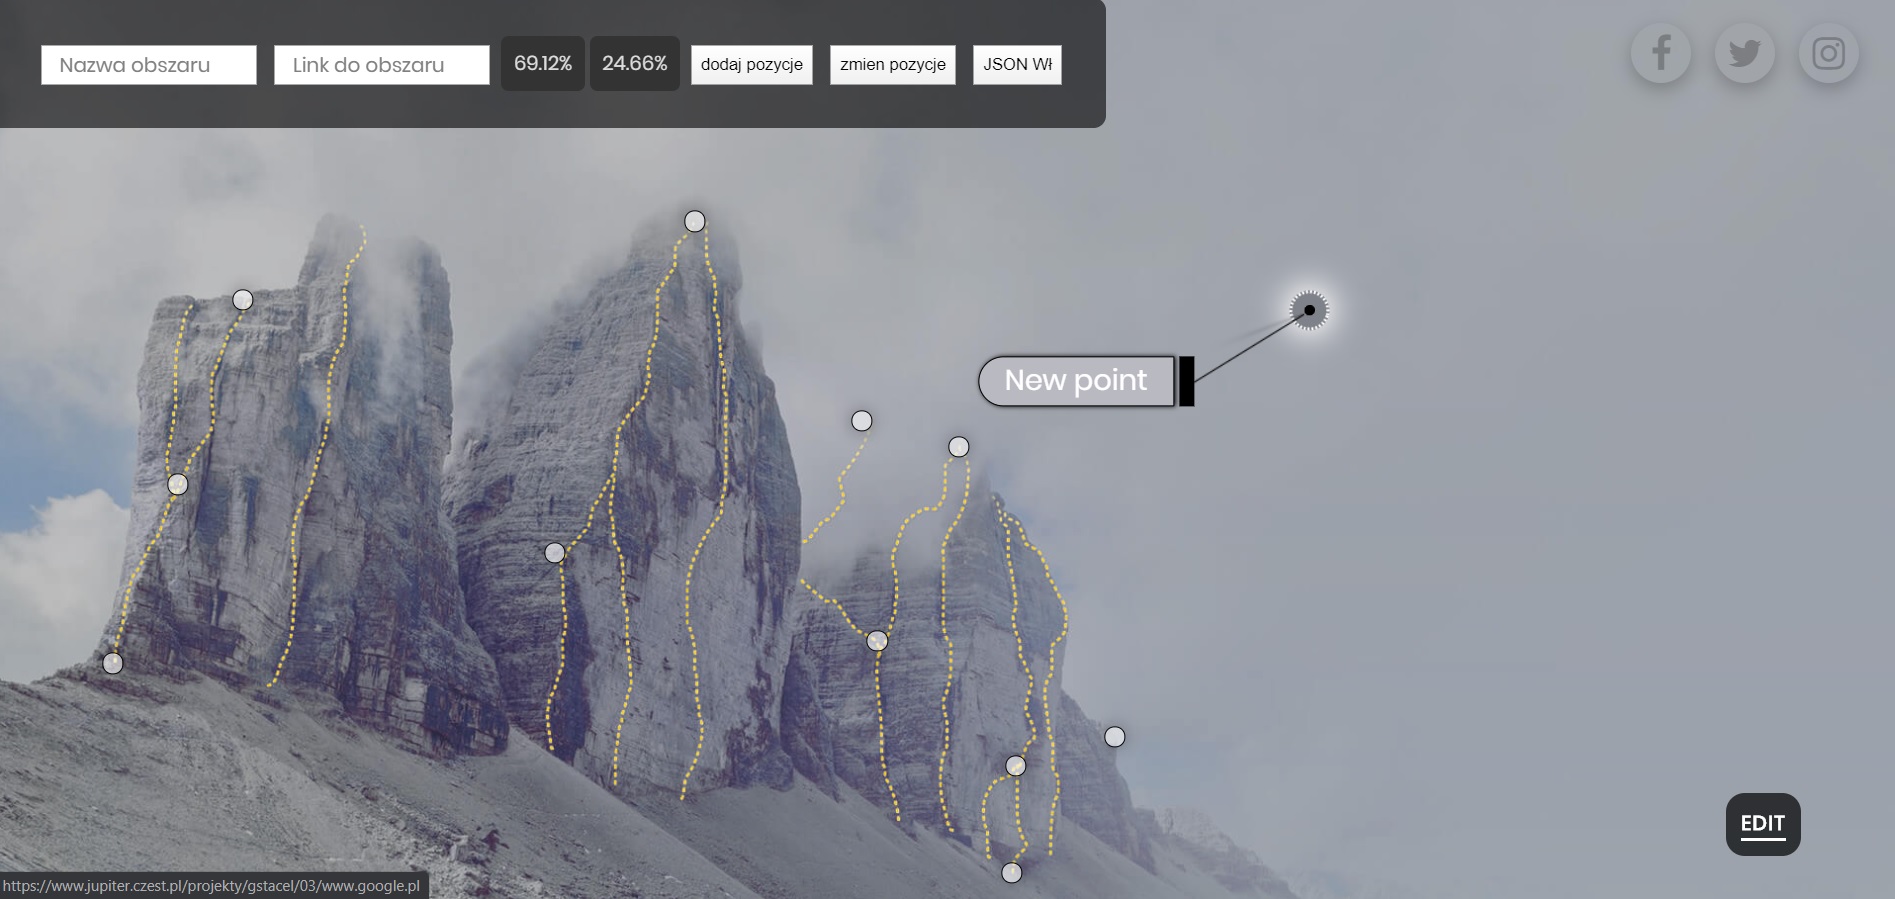 Nazwa obszaru
Link do obszaru
69.12%
24.66%
dodaj pozycje
zmien pozycje
JSON Wł
New point
EDIT
https://www.jupiter.czest.pl/projekty/gstacel/03/www.google.pl